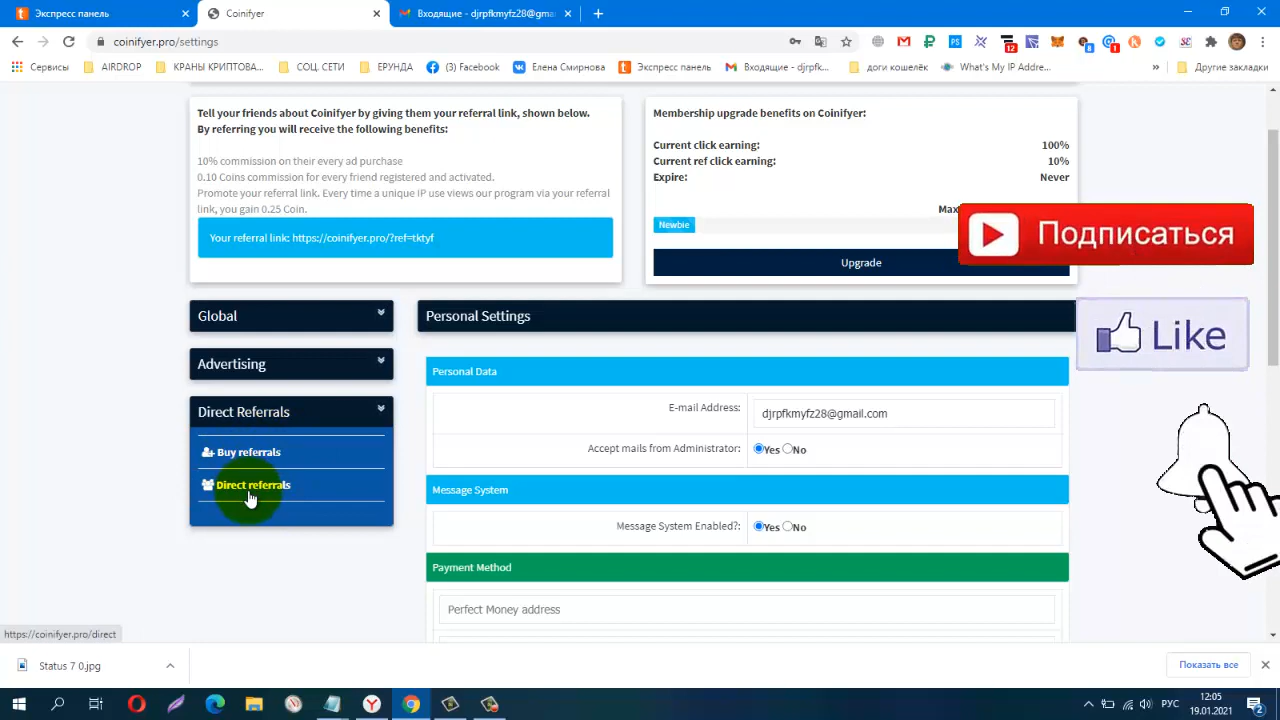 Экспресс панель
Coinifyer
Входящие - djrpfkmyfz28@gma
coinifyer.pro/settings
12
8
1
Сервисы
AIRDROP
КРАНЫ КРИПТОВА...
СОЦ. СЕТИ
ЕРУНДА
(3) Facebook
Елена Смирнова
Экспресс панель
Входящие - djrpfk...
доги кошелёк
What's My IP Addre...
»
Другие закладки
Tell your friends about Coinifyer by giving them your referral link, shown below.
By referring you will receive the following benefits:
10% commission on their every ad purchase
0.10 Coins commission for every friend registered and activated.
Promote your referral link. Every time a unique IP use views our program via your referral
link, you gain 0.25 Coin.
Your referral link: https://coinifyer.pro/?ref=tktyf
Membership upgrade benefits on Coinifyer:
Current click earning: 100%
Current ref click earning: 10%
Expire: Never
Max
Newbie
Upgrade
Подписаться
Like
Global
Advertising
Direct Referrals
Buy referrals
Direct referrals
Personal Settings
Personal Data
E-mail Address: djrpfkmyfz28@gmail.com
Accept mails from Administrator: Yes No
Message System
Message System Enabled?: Yes No
Payment Method
Perfect Money address
https://coinifyer.pro/direct
Status 7 0.jpg
Показать все
РУС
12:05
19.01.2021
2